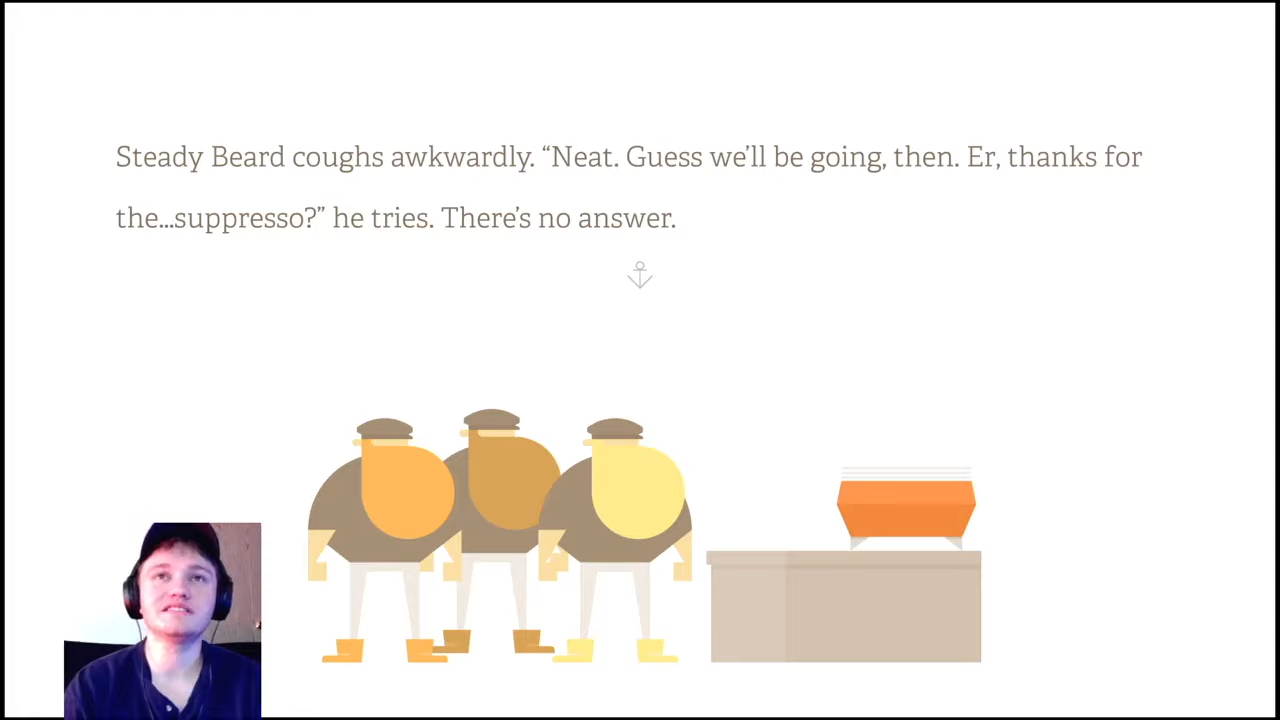 Steady Beard coughs awkwardly. “Neat. Guess we’ll be going, then. Er, thanks for
the...suppresso?” he tries. There’s no answer.